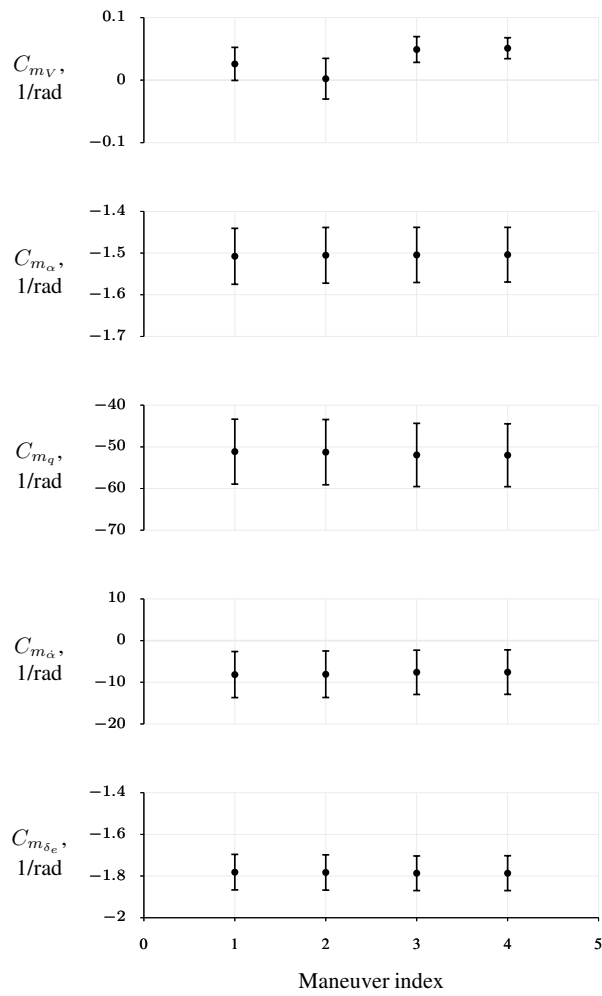 0.1
C_{m_V},
1/rad
0
−0.1
−1.4
C_{m_α},
1/rad
−1.5
−1.6
−1.7
−40
C_{m_q},
1/rad
−50
−60
−70
10
C_{m_{\dot{α}}},
1/rad
0
−10
−20
−1.4
C_{m_{δ_e}},
1/rad
−1.6
−1.8
−2
0 1 2 3 4 5
Maneuver index